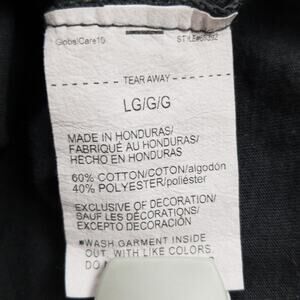 GlobalCare10
TEAR AWAY
LG/G/G
MADE IN HONDURAS/
FABRIQUÉ AU HONDURAS/
HECHO EN HONDURAS
60% COTTON/COTON/algodón
40% POLYESTER/poliéster
EXCLUSIVE OF DECORATION/
SAUF LES DÉCORATIONS/
EXCEPTO DECORACIÓN
*WASH GARMENT INSIDE
OUT, WITH LIKE COLORS.